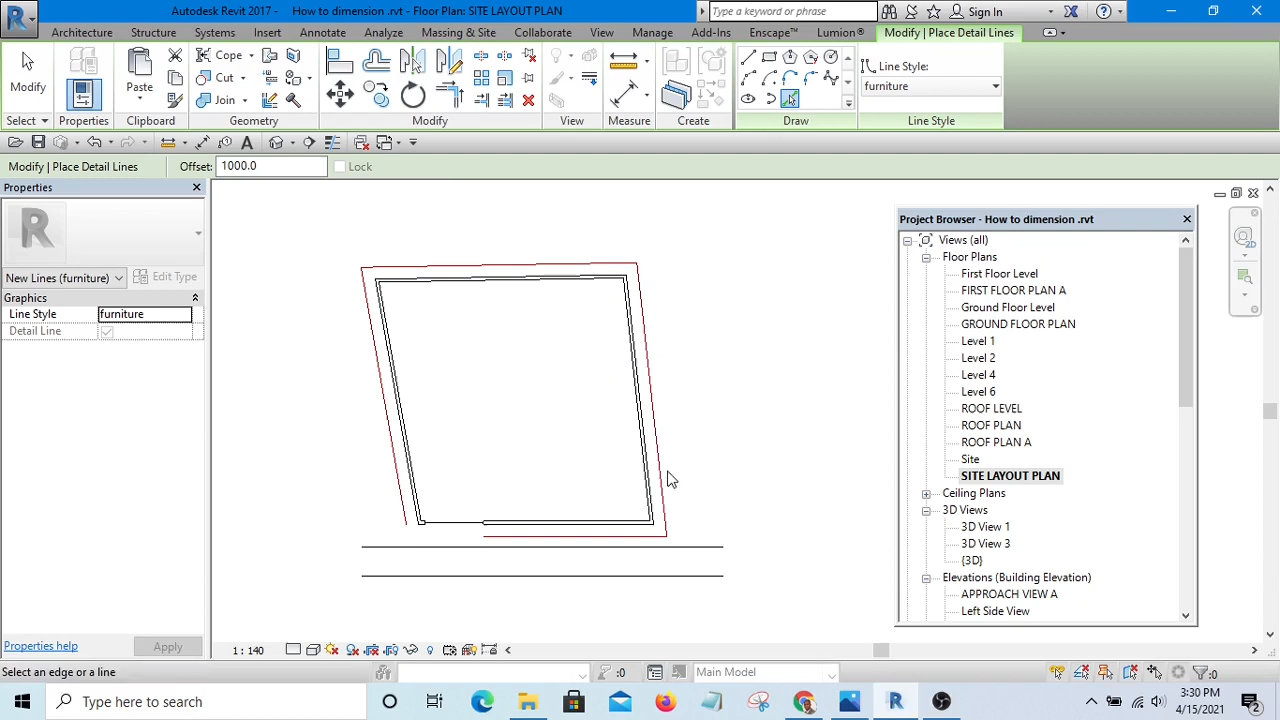 Autodesk Revit 2017 - How to dimension .rvt - Floor Plan: SITE LAYOUT PLAN
Type a keyword or phrase
Sign In
Architecture Structure Systems Insert Annotate Analyze Massing & Site Collaborate View Manage Add-Ins Enscape™ Lumion® Modify | Place Detail Lines
Modify
Paste
Cope
Cut
Join
Line Style:
furniture
Select Properties Clipboard Geometry Modify View Measure Create Draw Line Style
Modify | Place Detail Lines
Offset: 1000.0
Lock
Properties
New Lines (furniture)
Edit Type
Graphics
Line Style furniture
Detail Line
Properties help
Apply
Project Browser - How to dimension .rvt
Views (all)
Floor Plans
First Floor Level
FIRST FLOOR PLAN A
Ground Floor Level
GROUND FLOOR PLAN
Level 1
Level 2
Level 4
Level 6
ROOF LEVEL
ROOF PLAN
ROOF PLAN A
Site
SITE LAYOUT PLAN
Ceiling Plans
3D Views
3D View 1
3D View 3
{3D}
Elevations (Building Elevation)
APPROACH VIEW A
Left Side View
2D
1 : 140
Select an edge or a line
:0
Main Model
:0
Type here to search
3:30 PM
4/15/2021
2